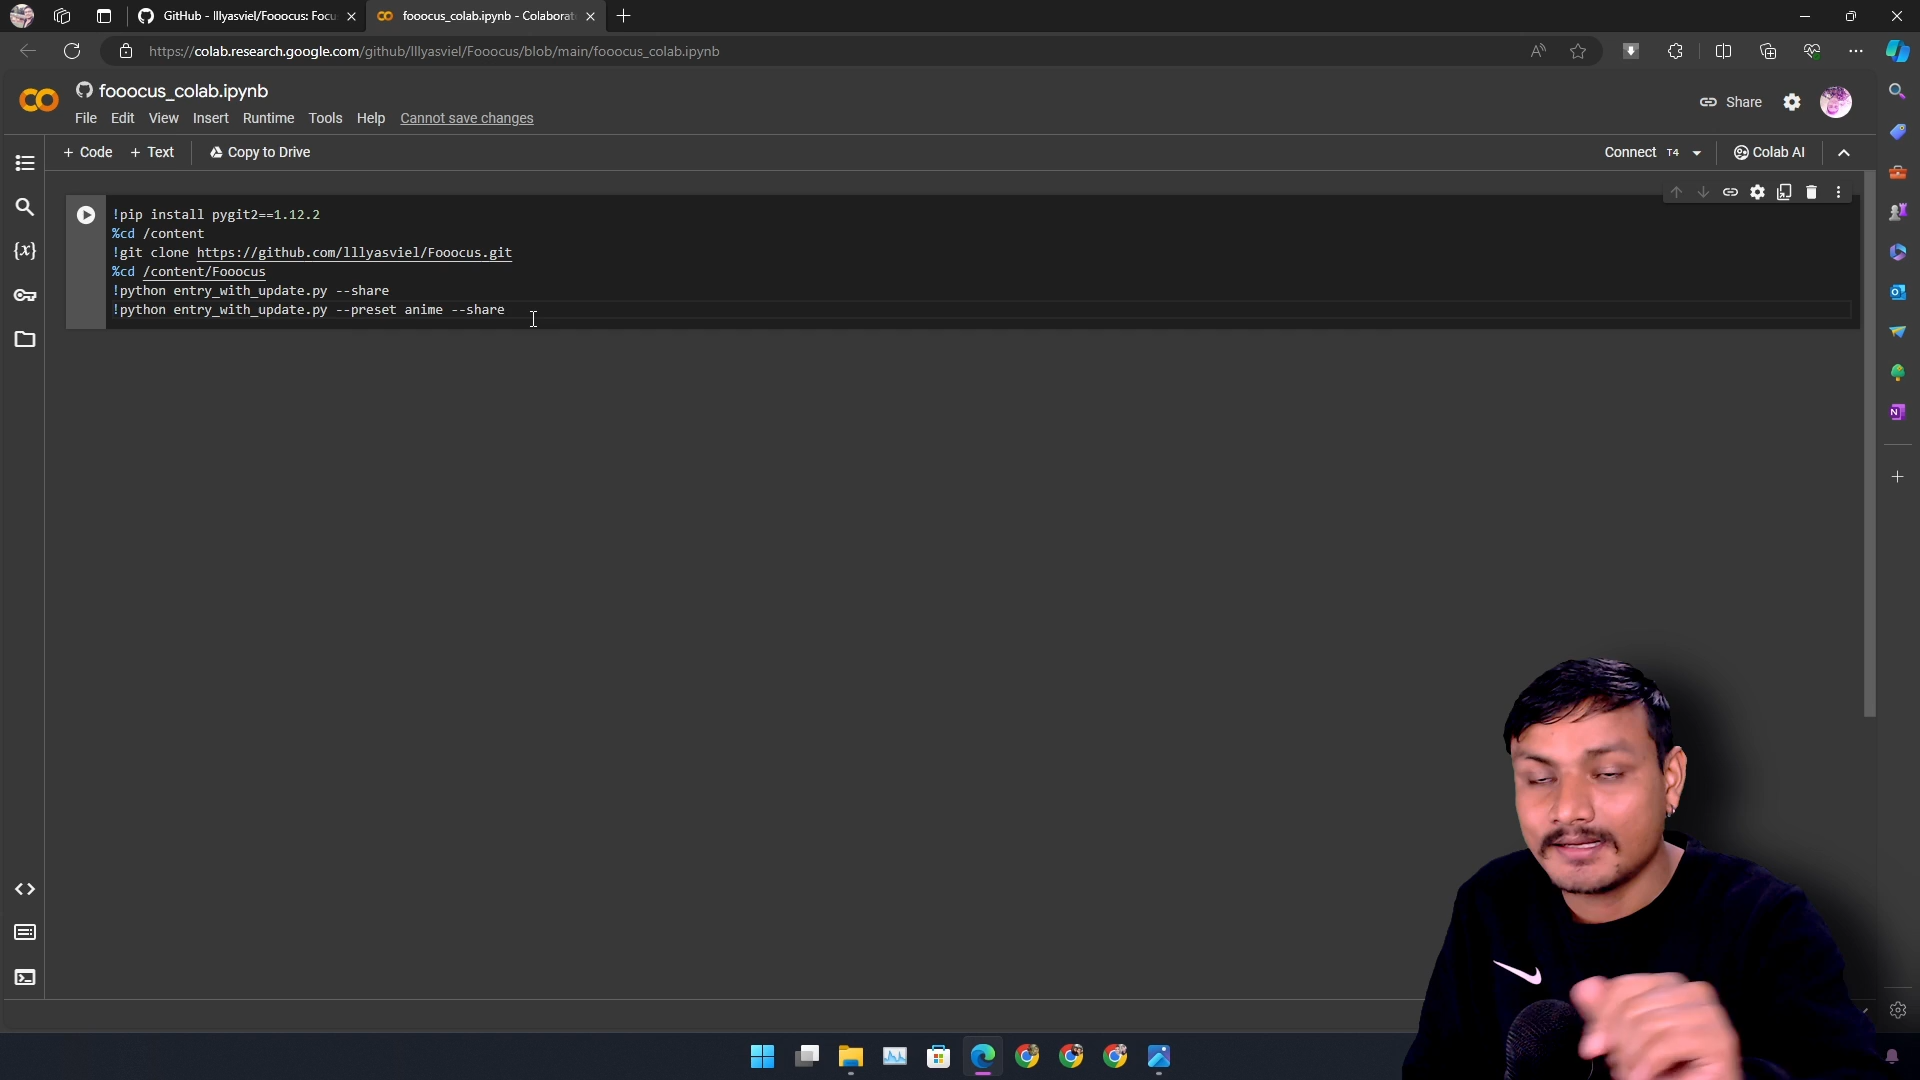 GitHub - lllyasviel/Fooocus: Focu
fooocus_colab.ipynb - Colaborat
https://colab.research.google.com/github/lllyasviel/Fooocus/blob/main/fooocus_colab.ipynb
fooocus_colab.ipynb
Share
File Edit View Insert Runtime Tools Help Cannot save changes
+ Code + Text Copy to Drive
Connect T4
Colab AI
!pip install pygit2==1.12.2
%cd /content
!git clone https://github.com/lllyasviel/Fooocus.git
%cd /content/Fooocus
!python entry_with_update.py --share
!python entry_with_update.py --preset anime --share